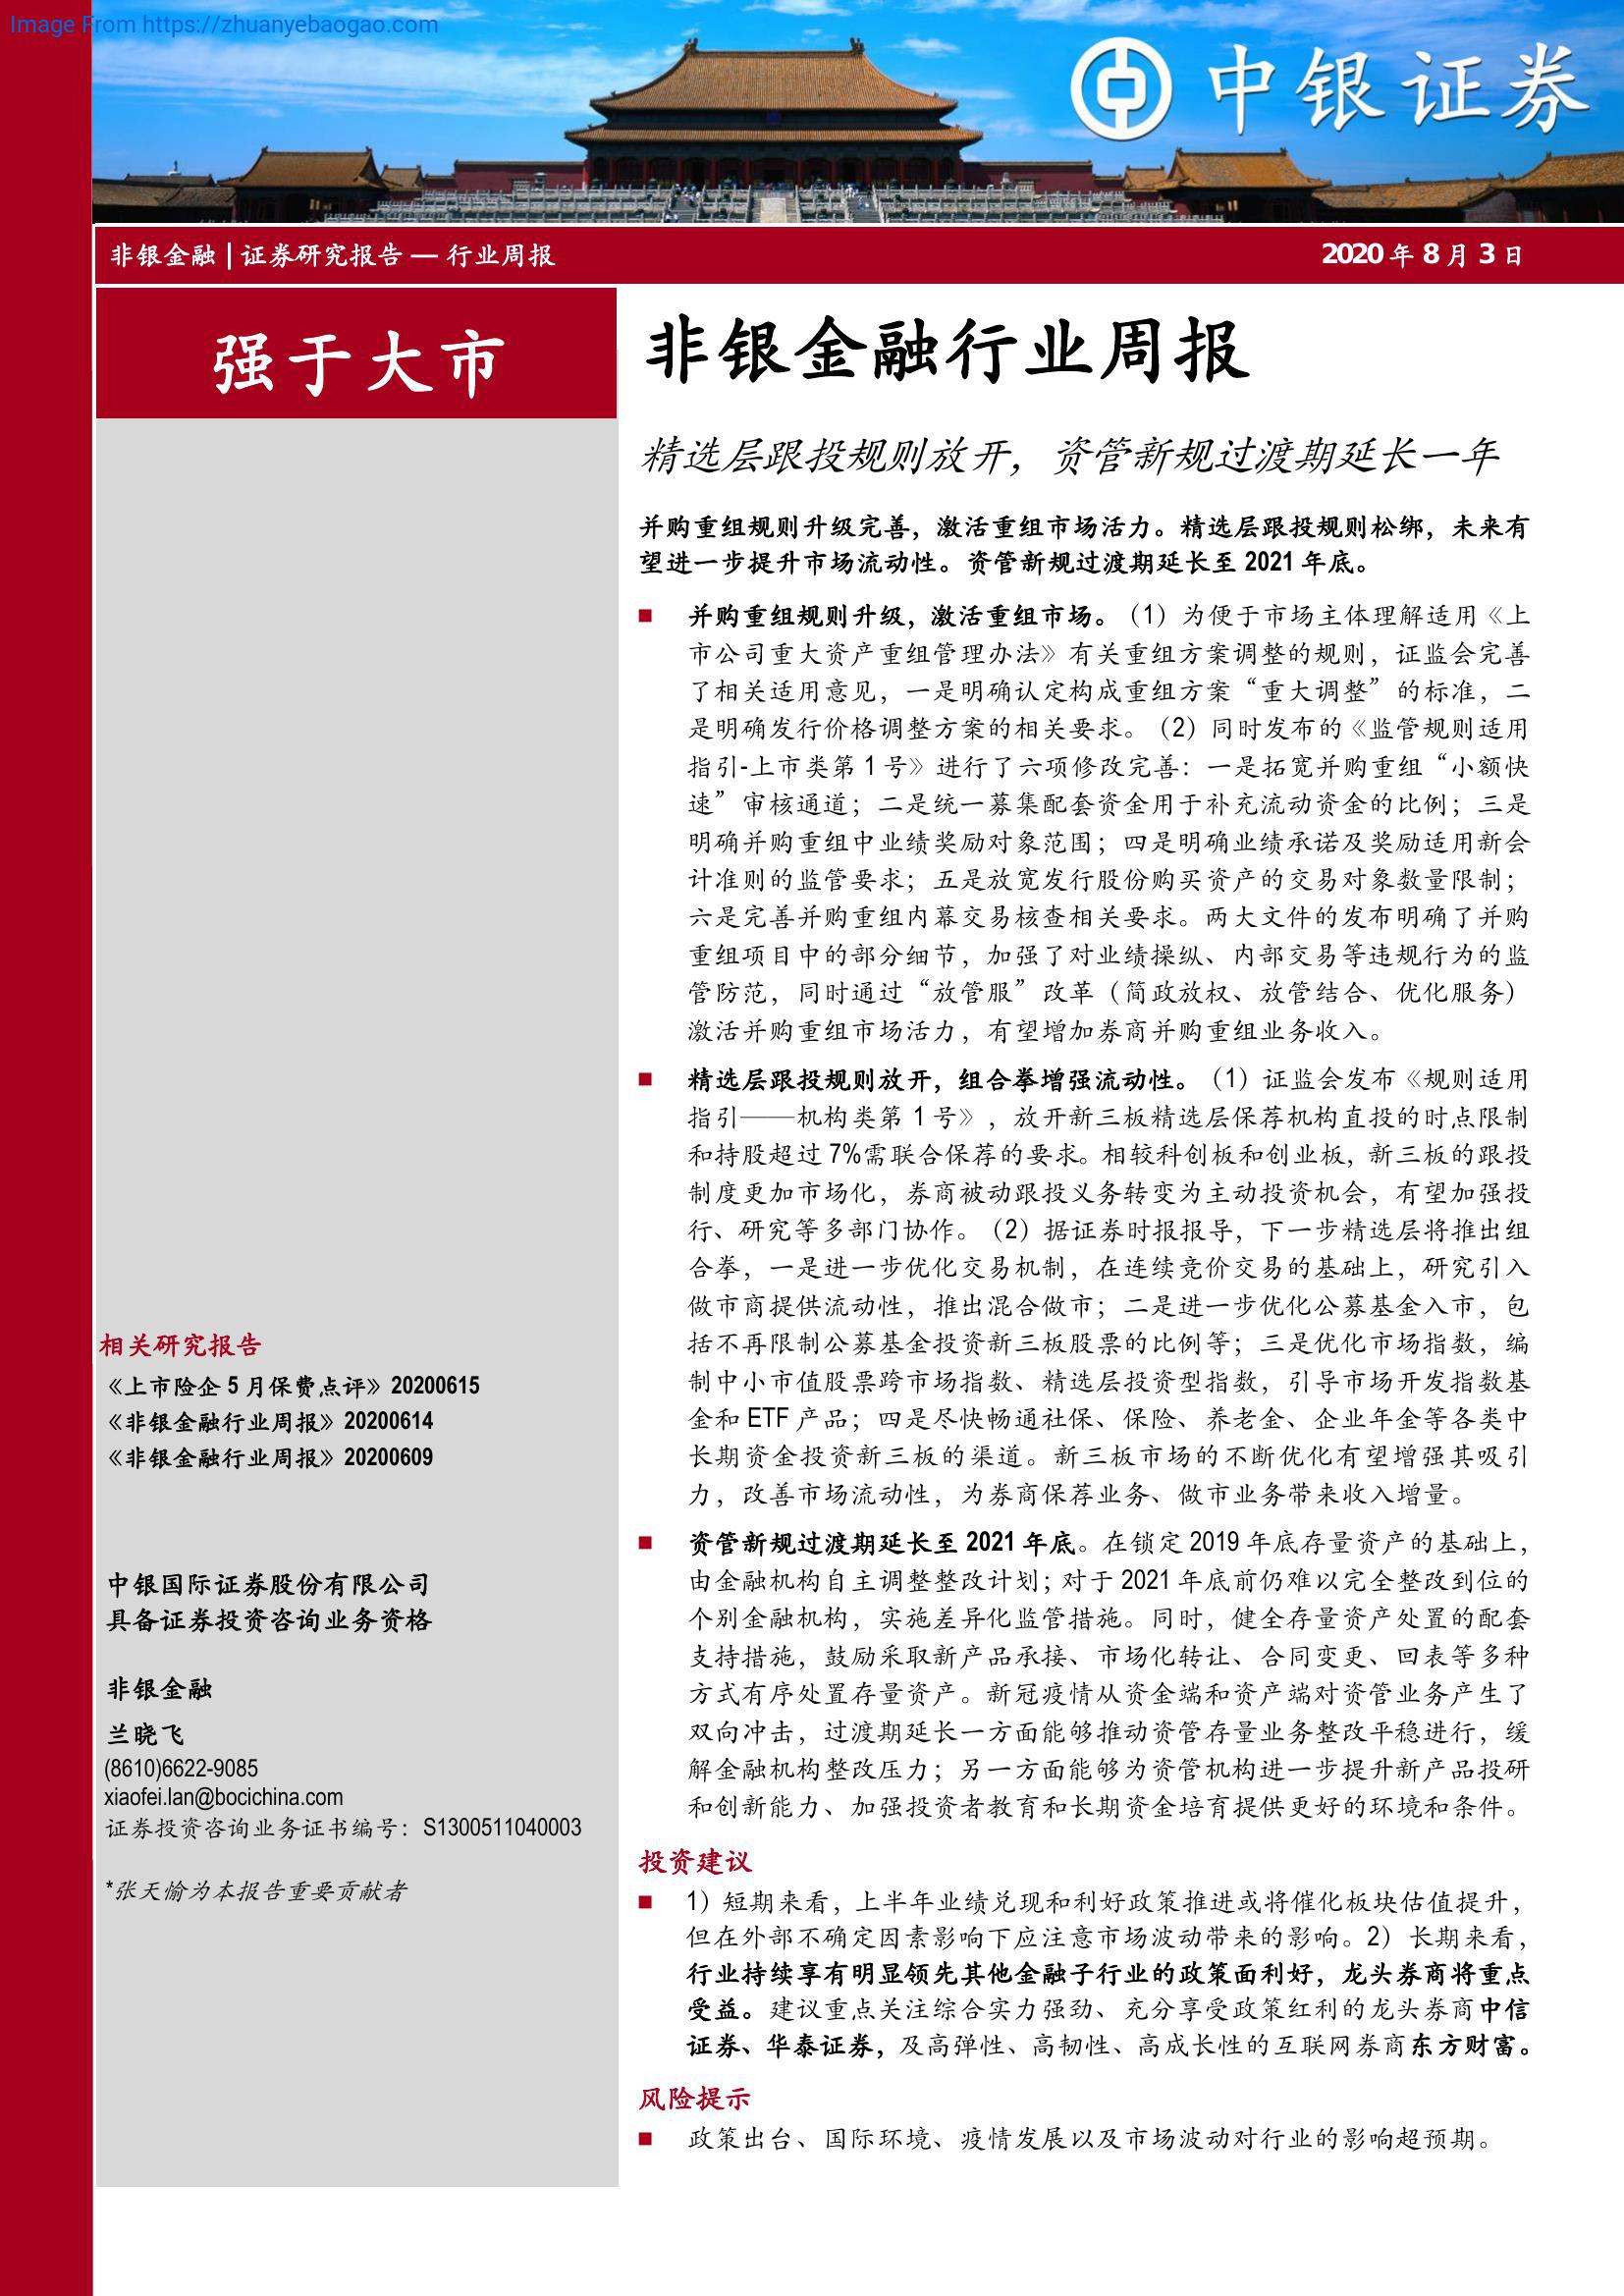 Image From https://zhuanyebaogao.com
中银证券
非银金融 | 证券研究报告 — 行业周报
2020 年 8 月 3 日
强于大市
非银金融行业周报
精选层跟投规则放开，资管新规过渡期延长一年
并购重组规则升级完善，激活重组市场活力。精选层跟投规则松绑，未来有
望进一步提升市场流动性。资管新规过渡期延长至 2021 年底。
■ 并购重组规则升级，激活重组市场。（1）为便于市场主体理解适用《上
市公司重大资产重组管理办法》有关重组方案调整的规则，证监会完善
了相关适用意见，一是明确认定构成重组方案“重大调整”的标准，二
是明确发行价格调整方案的相关要求。（2）同时发布的《监管规则适用
指引-上市类第 1 号》进行了六项修改完善：一是拓宽并购重组“小额快
速”审核通道；二是统一募集配套资金用于补充流动资金的比例；三是
明确并购重组中业绩奖励对象范围；四是明确业绩承诺及奖励适用新会
计准则的监管要求；五是放宽发行股份购买资产的交易对象数量限制；
六是完善并购重组内幕交易核查相关要求。两大文件的发布明确了并购
重组项目中的部分细节，加强了对业绩操纵、内部交易等违规行为的监
管防范，同时通过“放管服”改革（简政放权、放管结合、优化服务）
激活并购重组市场活力，有望增加券商并购重组业务收入。
■ 精选层跟投规则放开，组合拳增强流动性。（1）证监会发布《规则适用
指引——机构类第 1 号》，放开新三板精选层保荐机构直投的时点限制
和持股超过 7%需联合保荐的要求。相较科创板和创业板，新三板的跟投
制度更加市场化，券商被动跟投义务转变为主动投资机会，有望加强投
行、研究等多部门协作。（2）据证券时报报导，下一步精选层将推出组
合拳，一是进一步优化交易机制，在连续竞价交易的基础上，研究引入
做市商提供流动性，推出混合做市；二是进一步优化公募基金入市，包
括不再限制公募基金投资新三板股票的比例等；三是优化市场指数，编
制中小市值股票跨市场指数、精选层投资型指数，引导市场开发指数基
金和 ETF 产品；四是尽快畅通社保、保险、养老金、企业年金等各类中
长期资金投资新三板的渠道。新三板市场的不断优化有望增强其吸引
力，改善市场流动性，为券商保荐业务、做市业务带来收入增量。
■ 资管新规过渡期延长至 2021 年底。在锁定 2019 年底存量资产的基础上，
由金融机构自主调整整改计划；对于 2021 年底前仍难以完全整改到位的
个别金融机构，实施差异化监管措施。同时，健全存量资产处置的配套
支持措施，鼓励采取新产品承接、市场化转让、合同变更、回表等多种
方式有序处置存量资产。新冠疫情从资金端和资产端对资管业务产生了
双向冲击，过渡期延长一方面能够推动资管存量业务整改平稳进行，缓
解金融机构整改压力；另一方面能够为资管机构进一步提升新产品投研
和创新能力、加强投资者教育和长期资金培育提供更好的环境和条件。
投资建议
■ 1）短期来看，上半年业绩兑现和利好政策推进或将催化板块估值提升，
但在外部不确定因素影响下应注意市场波动带来的影响。2）长期来看，
行业持续享有明显领先其他金融子行业的政策面利好，龙头券商将重点
受益。建议重点关注综合实力强劲、充分享受政策红利的龙头券商中信
证券、华泰证券，及高弹性、高韧性、高成长性的互联网券商东方财富。
风险提示
■ 政策出台、国际环境、疫情发展以及市场波动对行业的影响超预期。
相关研究报告
《上市险企 5 月保费点评》20200615
《非银金融行业周报》20200614
《非银金融行业周报》20200609
中银国际证券股份有限公司
具备证券投资咨询业务资格
非银金融
兰晓飞
(8610)6622-9085
xiaofei.lan@bocichina.com
证券投资咨询业务证书编号：S1300511040003
*张天愉为本报告重要贡献者